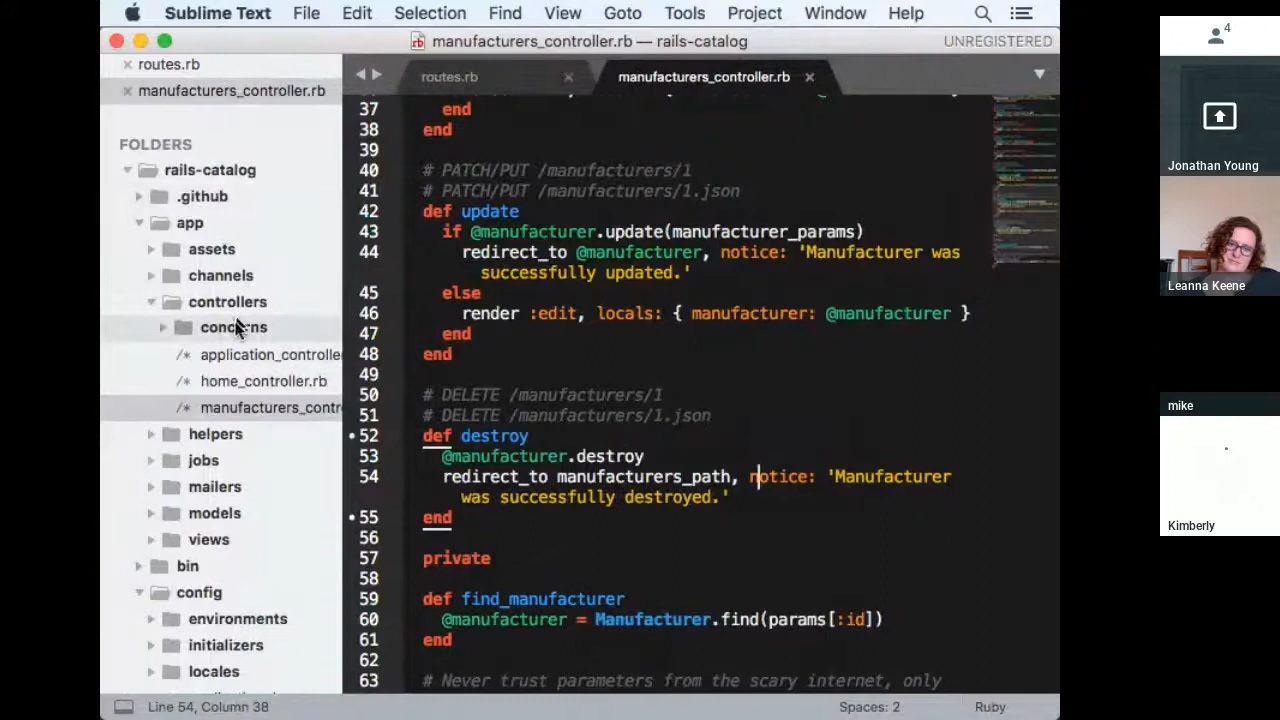 Sublime Text File Edit Selection Find View Goto Tools Project Window Help
manufacturers_controller.rb — rails-catalog
UNREGISTERED
× routes.rb
× manufacturers_controller.rb
FOLDERS
rails-catalog
.github
app
assets
channels
controllers
/* application_controlle
/* home_controller.rb
/* manufacturers_contr
helpers
jobs
mailers
models
views
bin
config
environments
initializers
locales
routes.rb ×
manufacturers_controller.rb ×
37 end
38 end
39
40 # PATCH/PUT /manufacturers/1
41 # PATCH/PUT /manufacturers/1.json
42 def update
43 if @manufacturer.update(manufacturer_params)
44 redirect_to @manufacturer, notice: 'Manufacturer was
successfully updated.'
45 else
46 render :edit, locals: { manufacturer: @manufacturer }
47 end
48 end
49
50 # DELETE /manufacturers/1
51 # DELETE /manufacturers/1.json
52 def destroy
53 @manufacturer.destroy
54 redirect_to manufacturers_path, notice: 'Manufacturer
was successfully destroyed.'
55 end
56
57 private
58
59 def find_manufacturer
60 @manufacturer = Manufacturer.find(params[:id])
61 end
62
63 # Never trust parameters from the scary internet, only
Line 54, Column 38
Spaces: 2
Ruby
4
Jonathan Young
Leanna Keene
mike
Kimberly